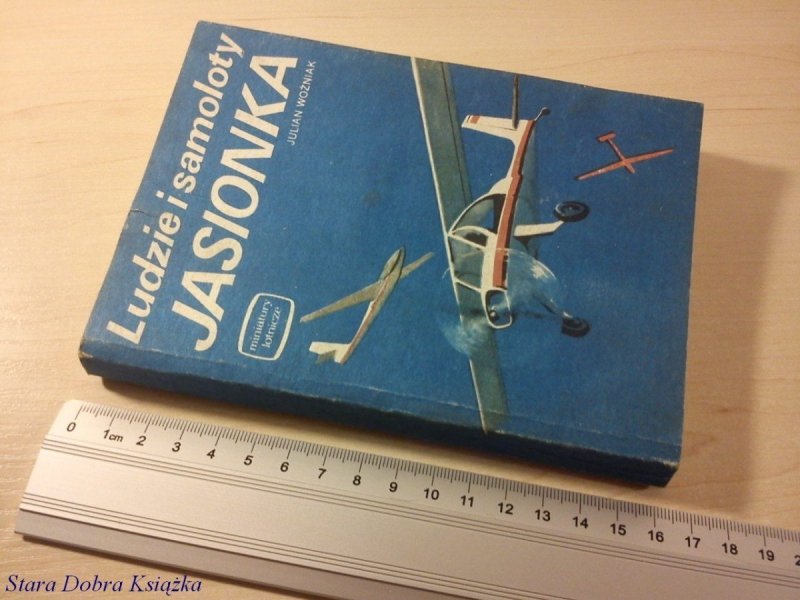 Ludzie i samoloty
JASIONKA
JULIAN WOŹNIAK
miniatury
lotnicze
0 1cm 2 3 4 5 6 7 8 9 10 11 12 13 14 15 16 17 18 19 2
Stara Dobra Książka